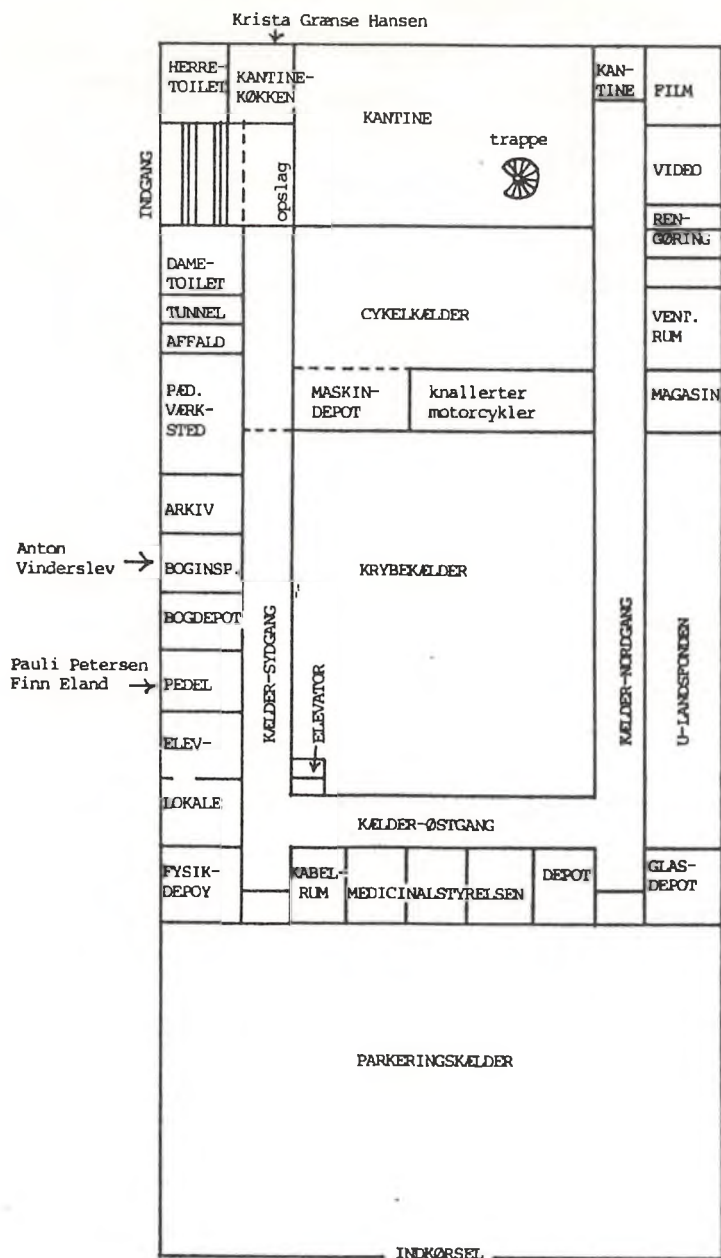 Krista Grænse Hansen
HERRE-
TOILET
KANTINE-
KØKKEN
KANTINE
KAN-
TINE
FILM
trappe
INDGANG
opslag
VIDEO
REN-
GØRING
DAME-
TOILET
TUNNEL
AFFALD
CYKELKÆLDER
VENT.
RUM
PÆD.
VÆRK-
STED
MASKIN-
DEPOT
knallerter
motorcykler
MAGASIN
ARKIV
Anton
Vinderslev
BOGINSP.
KRYBEKÆLDER
BOGDEPOT
Pauli Petersen
Finn Eland
PEDEL
KÆLDER-SYDGANG
ELEVATOR
KÆLDER-NORDGANG
U-LANDSFONDEN
ELEV-
LOKALE
KÆLDER-ØSTGANG
FYSIK-
DEPOY
KABEL-
RUM
MEDICINALSTYRELSEN
DEPOT
GLAS-
DEPOT
PARKERINGSKÆLDER
INDKØRSEL